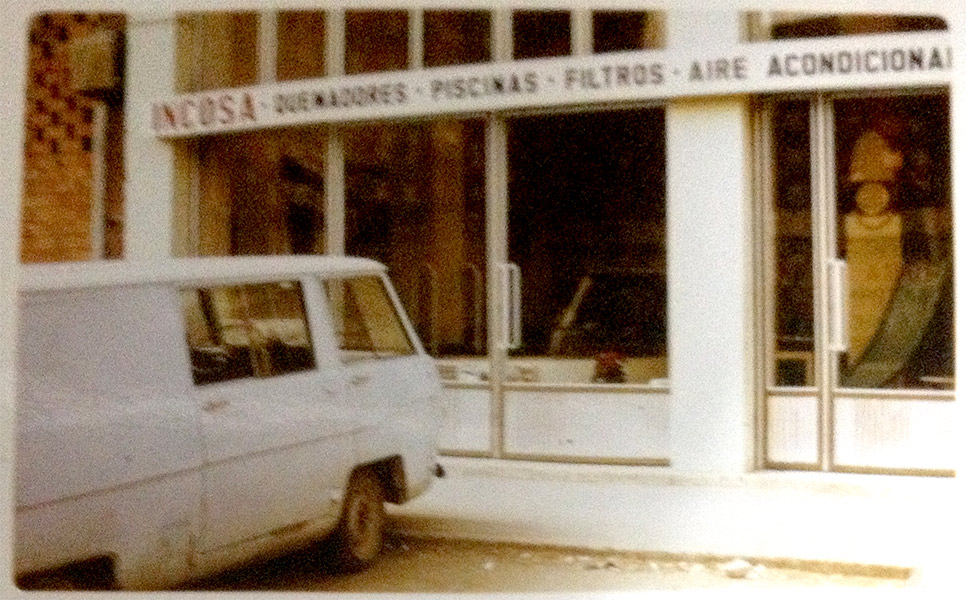 INCOSA · QUEMADORES · PISCINAS · FILTROS · AIRE ACONDICIONA